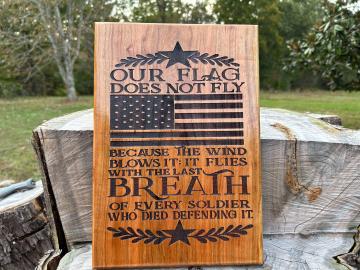 OUR FLAG
DOES NOT FLY
BECAUSE THE WIND
BLOWS IT: IT FLIES
WITH THE LAST
BREATH
OF EVERY SOLDIER
WHO DIED DEFENDING IT.